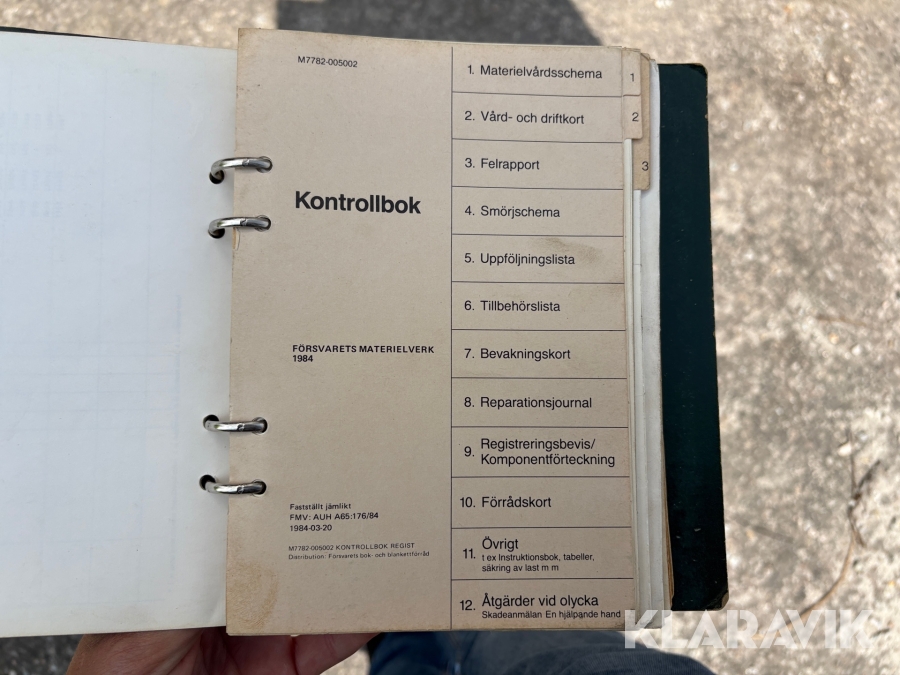 M7782-005002
Kontrollbok
FÖRSVARETS MATERIELVERK
1984
Fastställt jämlikt
FMV: AUH A65:176/84
1984-03-20
M7782-005002 KONTROLLBOK REGIST
Distribution: Försvarets bok- och blankettförråd
1. Materielvårdsschema
2. Vård- och driftkort
3. Felrapport
4. Smörjschema
5. Uppföljningslista
6. Tillbehörslista
7. Bevakningskort
8. Reparationsjournal
9. Registreringsbevis/
Komponentförteckning
10. Förrådskort
11. Övrigt
t ex Instruktionsbok, tabeller,
säkring av last m m
12. Åtgärder vid olycka
Skadeanmälan En hjälpande hand
1
2
3
KLARAVIK